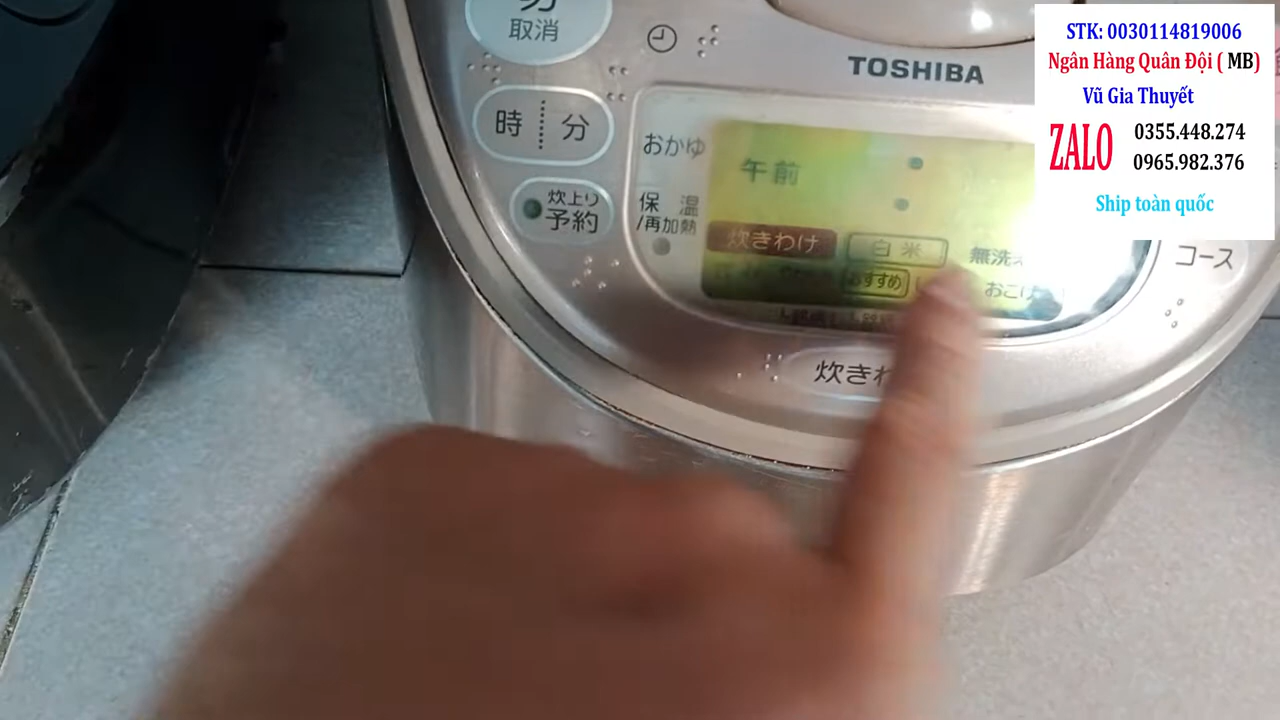 切
取消
TOSHIBA
時 分
炊上り
予約
おかゆ
保温
/再加熱
午前
炊きわけ 白米 無洗
おすすめ おこ
炊きわ
コース
STK: 0030114819006
Ngân Hàng Quân Đội ( MB)
Vũ Gia Thuyết
ZALO 0355.448.274
0965.982.376
Ship toàn quốc